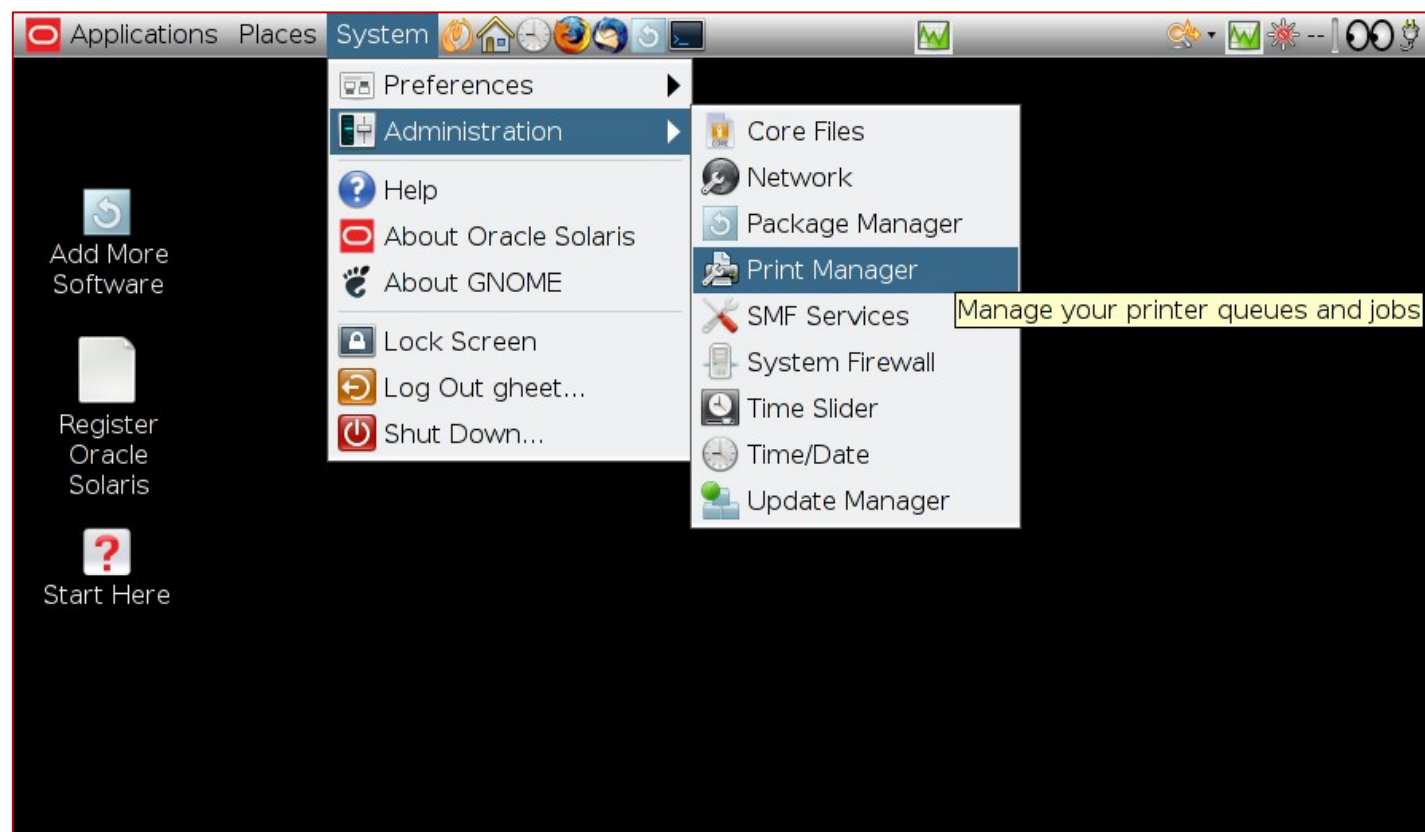 Applications Places System
Preferences
Administration
Help
About Oracle Solaris
About GNOME
Lock Screen
Log Out gheet...
Shut Down...
Core Files
Network
Package Manager
Print Manager
Manage your printer queues and jobs
SMF Services
System Firewall
Time Slider
Time/Date
Update Manager
Add More
Software
Register
Oracle
Solaris
Start Here
--
CORE